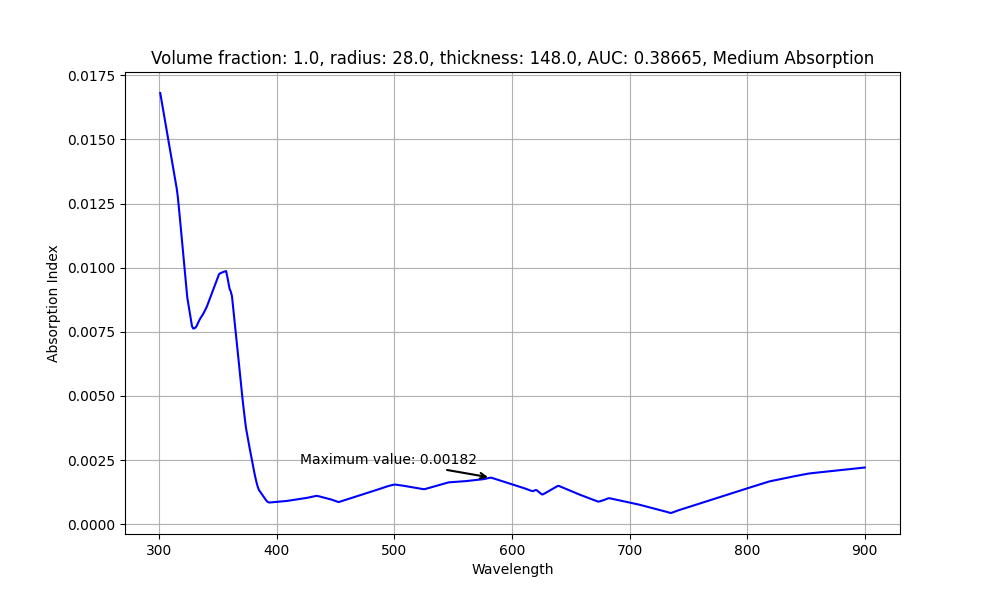 Volume fraction: 1.0, radius: 28.0, thickness: 148.0, AUC: 0.38665, Medium Absorption
0.0175
0.0150
0.0125
0.0100
0.0075
0.0050
0.0025
0.0000
Absorption Index
Maximum value: 0.00182
300 400 500 600 700 800 900
Wavelength